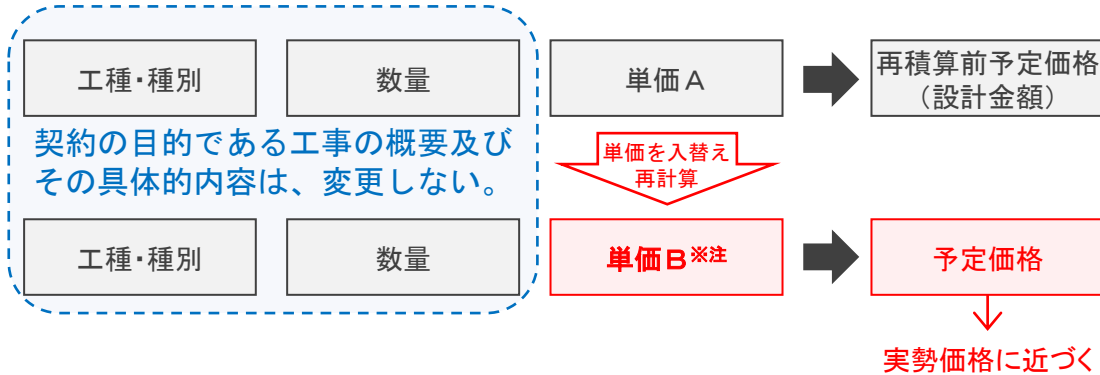 工種・種別
数量
単価A
再積算前予定価格
（設計金額）
契約の目的である工事の概要及び
その具体的内容は、変更しない。
単価を入替え
再計算
工種・種別
数量
単価B※注
予定価格
実勢価格に近づく